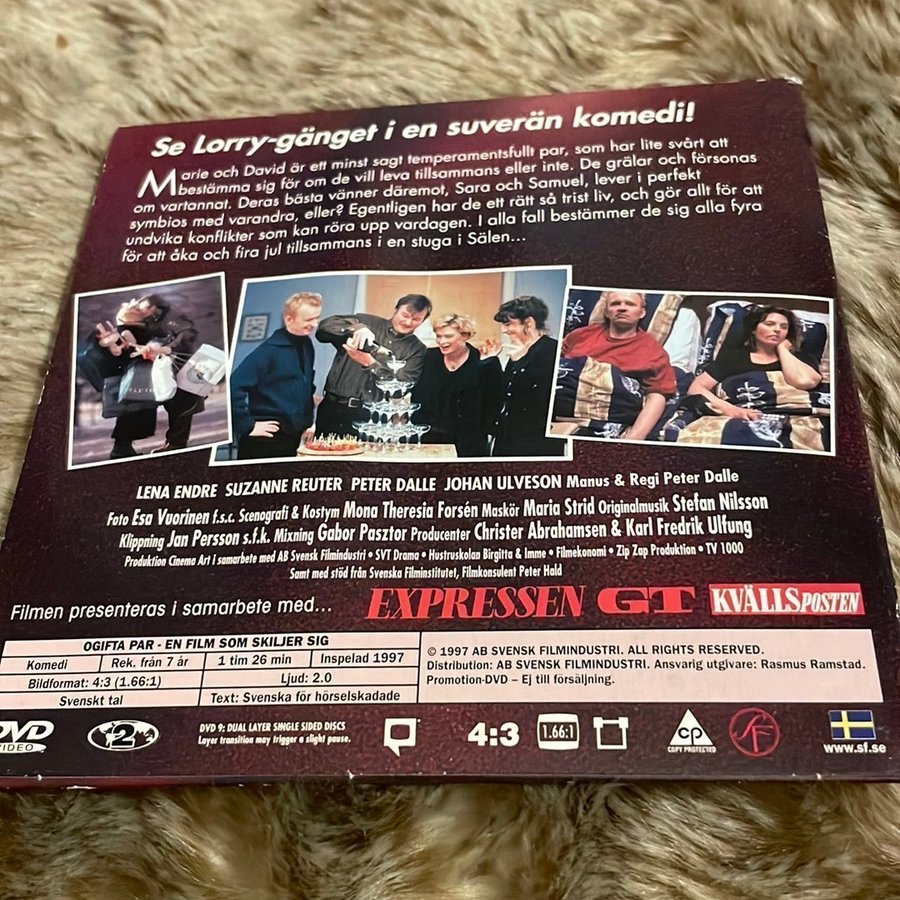 Se Lorry-gänget i en suverän komedi!
Marie och David är ett minst sagt temperamentsfullt par, som har lite svårt att
bestämma sig för om de vill leva tillsammans eller inte. De grälar och försonas
om vartannat. Deras bästa vänner däremot, Sara och Samuel, lever i perfekt
symbios med varandra, eller? Egentligen har de ett rätt så trist liv, och gör allt för att
undvika konflikter som kan röra upp vardagen. I alla fall bestämmer de sig alla fyra
för att åka och fira jul tillsammans i en stuga i Sälen...
LENA ENDRE SUZANNE REUTER PETER DALLE JOHAN ULVESON Manus & Regi Peter Dalle
Foto Esa Vuorinen f.s.c. Scenografi & Kostym Mona Theresia Forsén Maskör Maria Strid Originalmusik Stefan Nilsson
Klippning Jan Persson s.f.k. Mixning Gabor Pasztor Producenter Christer Abrahamsen & Karl Fredrik Ulfung
Produktion Cinema Art i samarbete med AB Svensk Filmindustri • SVT Drama • Hustruskolan Birgitta & Imme • Filmekonomi • Zip Zap Produktion • TV 1000
Samt med stöd från Svenska Filminstitutet, Filmkonsulent Peter Hald
Filmen presenteras i samarbete med... EXPRESSEN GT KVÄLLSPOSTEN
OGIFTA PAR - EN FILM SOM SKILJER SIG
Komedi Rek. från 7 år 1 tim 26 min Inspelad 1997
Bildformat: 4:3 (1.66:1) Ljud: 2.0
Svenskt tal Text: Svenska för hörselskadade
© 1997 AB SVENSK FILMINDUSTRI. ALL RIGHTS RESERVED.
Distribution: AB SVENSK FILMINDUSTRI. Ansvarig utgivare: Rasmus Ramstad.
Promotion-DVD – Ej till försäljning.
DVD VIDEO
2
DVD 9: DUAL LAYER SINGLE SIDED DISCS
Layer transition may trigger a slight pause.
4:3
1.66:1
CP
COPY PROTECTED
SF
www.sf.se